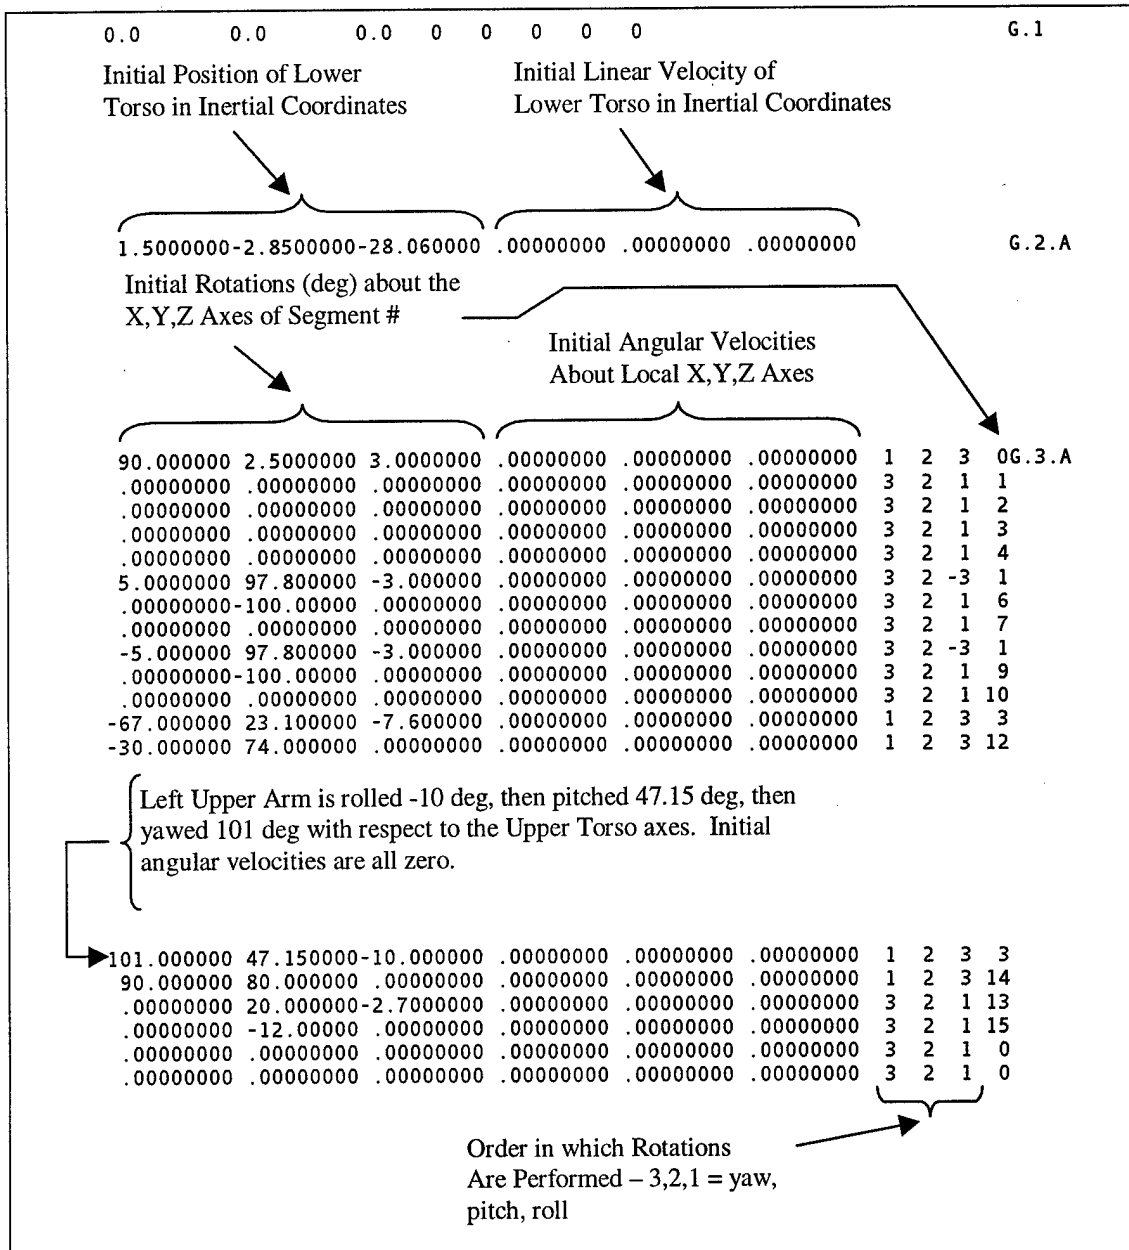 0.0 0.0 0.0 0 0 0 0 0 G.1
Initial Position of Lower
Torso in Inertial Coordinates
Initial Linear Velocity of
Lower Torso in Inertial Coordinates
1.5000000-2.8500000-28.060000 .00000000 .00000000 .00000000 G.2.A
Initial Rotations (deg) about the
X,Y,Z Axes of Segment #
Initial Angular Velocities
About Local X,Y,Z Axes
90.000000 2.5000000 3.0000000 .00000000 .00000000 .00000000 1 2 3 0G.3.A
.00000000 .00000000 .00000000 .00000000 .00000000 .00000000 3 2 1 1
.00000000 .00000000 .00000000 .00000000 .00000000 .00000000 3 2 1 2
.00000000 .00000000 .00000000 .00000000 .00000000 .00000000 3 2 1 3
.00000000 .00000000 .00000000 .00000000 .00000000 .00000000 3 2 1 4
5.0000000 97.800000 -3.000000 .00000000 .00000000 .00000000 3 2 -3 1
.00000000-100.00000 .00000000 .00000000 .00000000 .00000000 3 2 1 6
.00000000 .00000000 .00000000 .00000000 .00000000 .00000000 3 2 1 7
-5.000000 97.800000 -3.000000 .00000000 .00000000 .00000000 3 2 -3 1
.00000000-100.00000 .00000000 .00000000 .00000000 .00000000 3 2 1 9
.00000000 .00000000 .00000000 .00000000 .00000000 .00000000 3 2 1 10
-67.000000 23.100000 -7.600000 .00000000 .00000000 .00000000 1 2 3 3
-30.000000 74.000000 .00000000 .00000000 .00000000 .00000000 1 2 3 12
Left Upper Arm is rolled -10 deg, then pitched 47.15 deg, then
yawed 101 deg with respect to the Upper Torso axes. Initial
angular velocities are all zero.
101.000000 47.150000-10.000000 .00000000 .00000000 .00000000 1 2 3 3
90.000000 80.000000 .00000000 .00000000 .00000000 .00000000 1 2 3 14
.00000000 20.000000-2.7000000 .00000000 .00000000 .00000000 3 2 1 13
.00000000 -12.00000 .00000000 .00000000 .00000000 .00000000 3 2 1 15
.00000000 .00000000 .00000000 .00000000 .00000000 .00000000 3 2 1 0
.00000000 .00000000 .00000000 .00000000 .00000000 .00000000 3 2 1 0
Order in which Rotations
Are Performed – 3,2,1 = yaw,
pitch, roll